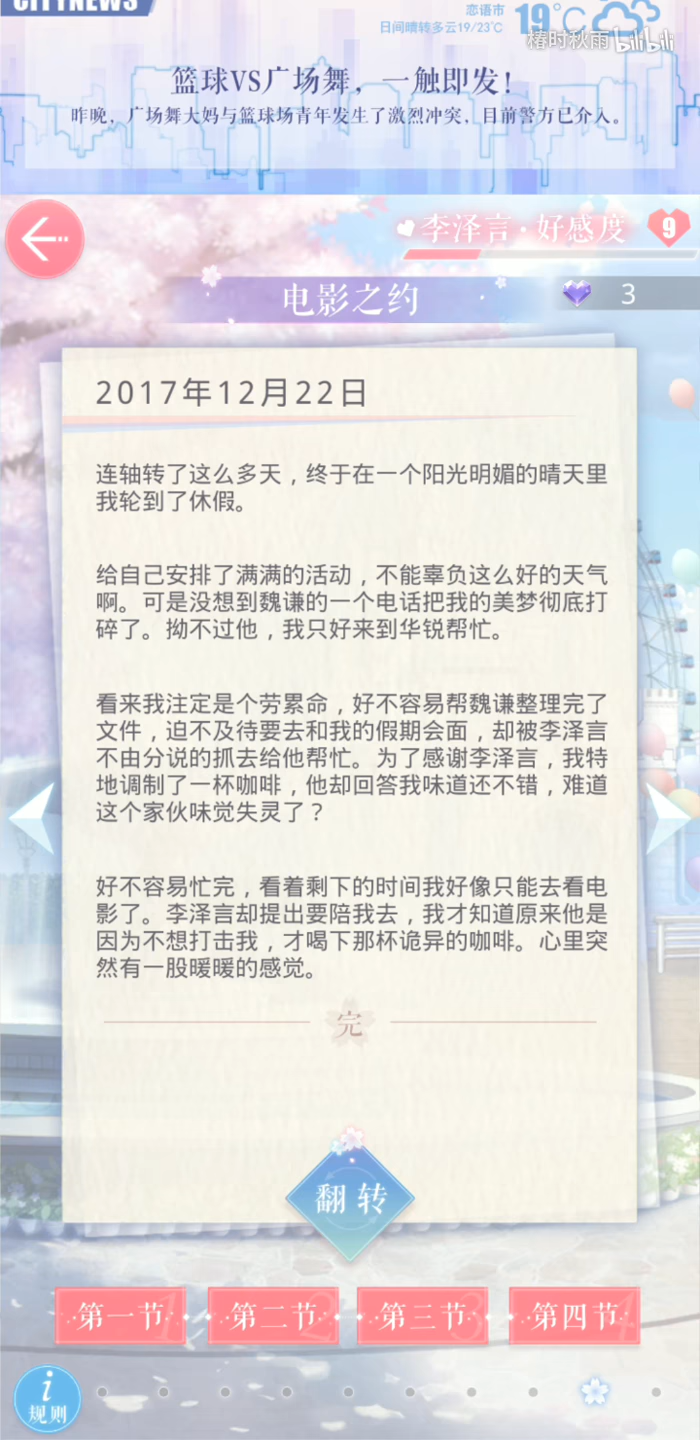 CITYNEWS
恋语市
日间晴转多云19/23℃
19℃
椿时秋雨 bilibili
篮球VS广场舞，一触即发！
昨晚，广场舞大妈与篮球场青年发生了激烈冲突，目前警方已介入。
李泽言·好感度
9
电影之约
3
2017年12月22日
连轴转了这么多天，终于在一个阳光明媚的晴天里
我轮到了休假。
给自己安排了满满的活动，不能辜负这么好的天气
啊。可是没想到魏谦的一个电话把我的美梦彻底打
碎了。拗不过他，我只好来到华锐帮忙。
看来我注定是个劳累命，好不容易帮魏谦整理完了
文件，迫不及待要去和我的假期会面，却被李泽言
不由分说的抓去给他帮忙。为了感谢李泽言，我特
地调制了一杯咖啡，他却回答我味道还不错，难道
这个家伙味觉失灵了？
好不容易忙完，看着剩下的时间我好像只能去看电
影了。李泽言却提出要陪我去，我才知道原来他是
因为不想打击我，才喝下那杯诡异的咖啡。心里突
然有一股暖暖的感觉。
完
翻转
第一节 1 第二节 2 第三节 3 第四节 4
i
规则